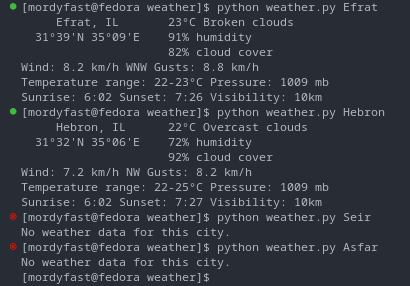 [mordyfast@fedora weather]$ python weather.py Efrat
Efrat, IL 23°C Broken clouds
31°39'N 35°09'E 91% humidity
82% cloud cover
Wind: 8.2 km/h WNW Gusts: 8.8 km/h
Temperature range: 22-23°C Pressure: 1009 mb
Sunrise: 6:02 Sunset: 7:26 Visibility: 10km
[mordyfast@fedora weather]$ python weather.py Hebron
Hebron, IL 22°C Overcast clouds
31°32'N 35°06'E 72% humidity
92% cloud cover
Wind: 7.2 km/h NW Gusts: 8.2 km/h
Temperature range: 22-25°C Pressure: 1009 mb
Sunrise: 6:02 Sunset: 7:27 Visibility: 10km
[mordyfast@fedora weather]$ python weather.py Seir
No weather data for this city.
[mordyfast@fedora weather]$ python weather.py Asfar
No weather data for this city.
[mordyfast@fedora weather]$